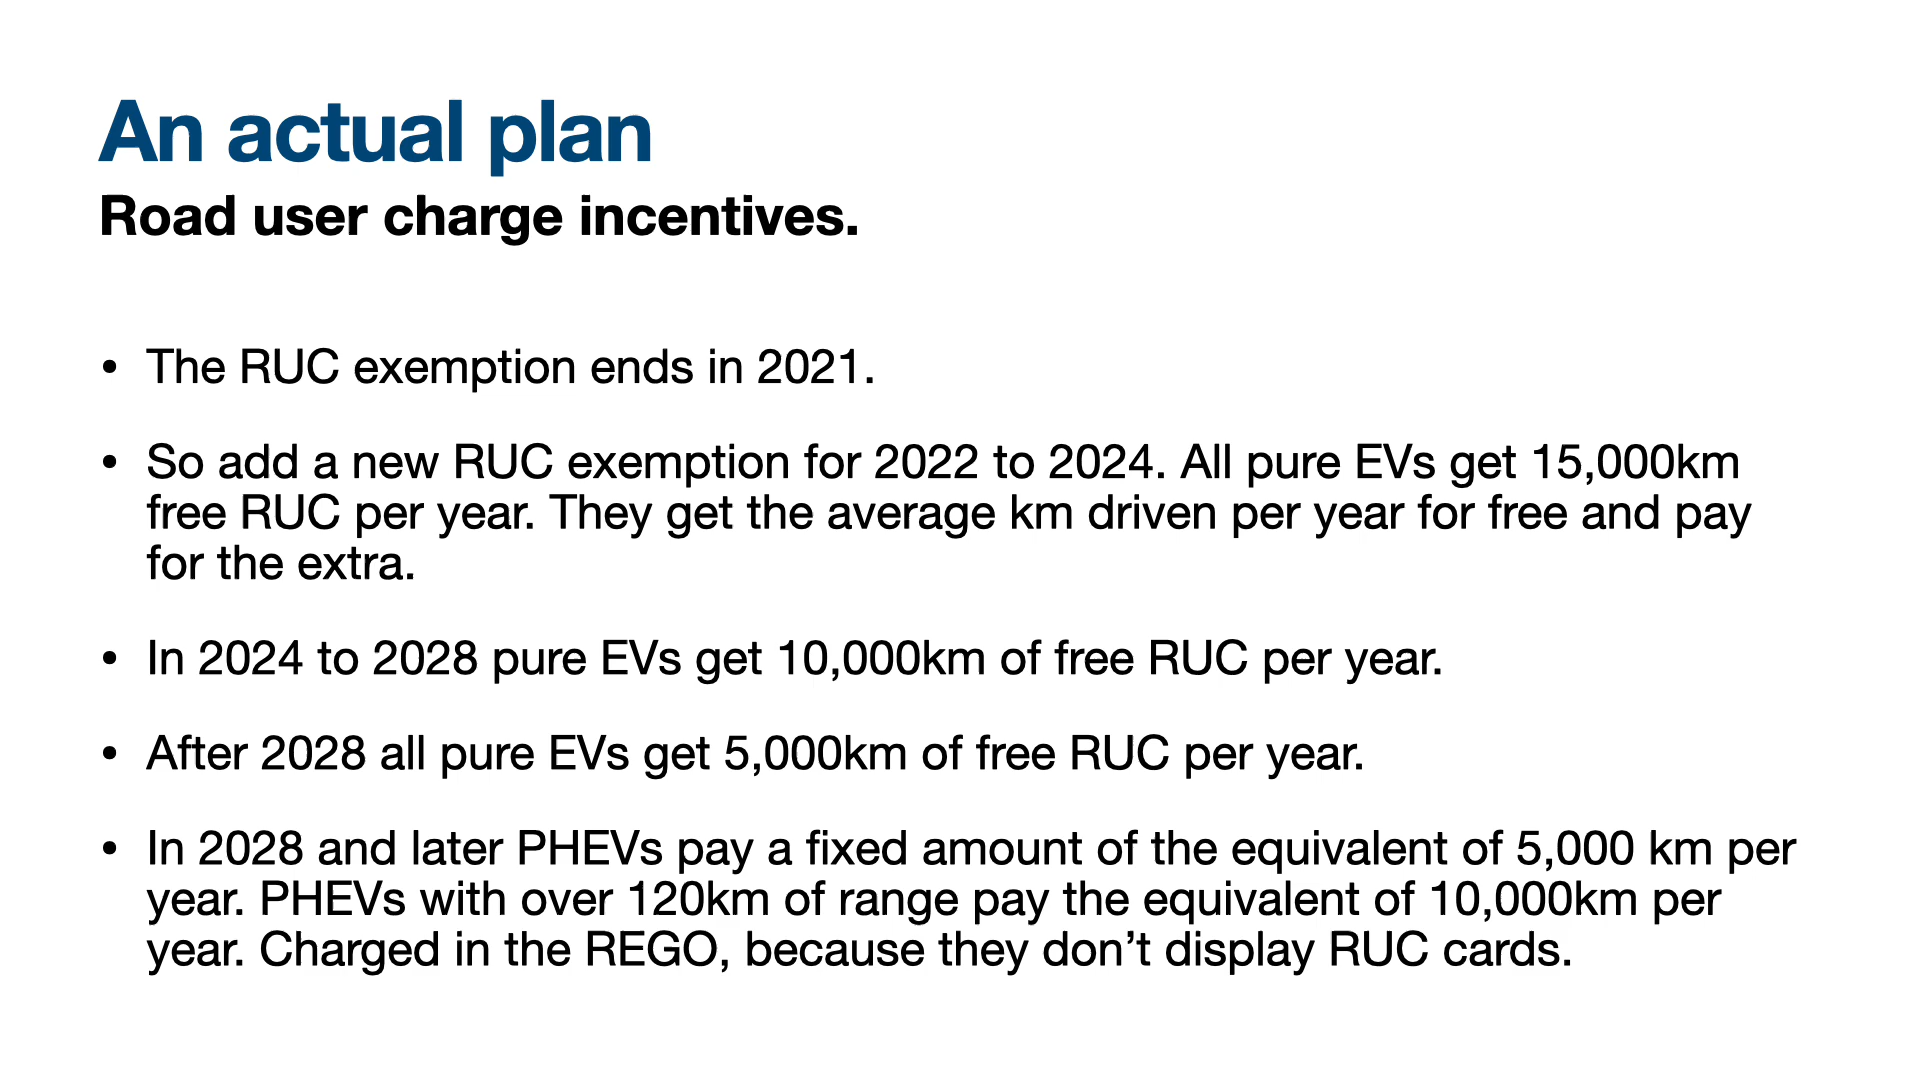 An actual plan
Road user charge incentives.
• The RUC exemption ends in 2021.
• So add a new RUC exemption for 2022 to 2024. All pure EVs get 15,000km
free RUC per year. They get the average km driven per year for free and pay
for the extra.
• In 2024 to 2028 pure EVs get 10,000km of free RUC per year.
• After 2028 all pure EVs get 5,000km of free RUC per year.
• In 2028 and later PHEVs pay a fixed amount of the equivalent of 5,000 km per
year. PHEVs with over 120km of range pay the equivalent of 10,000km per
year. Charged in the REGO, because they don’t display RUC cards.